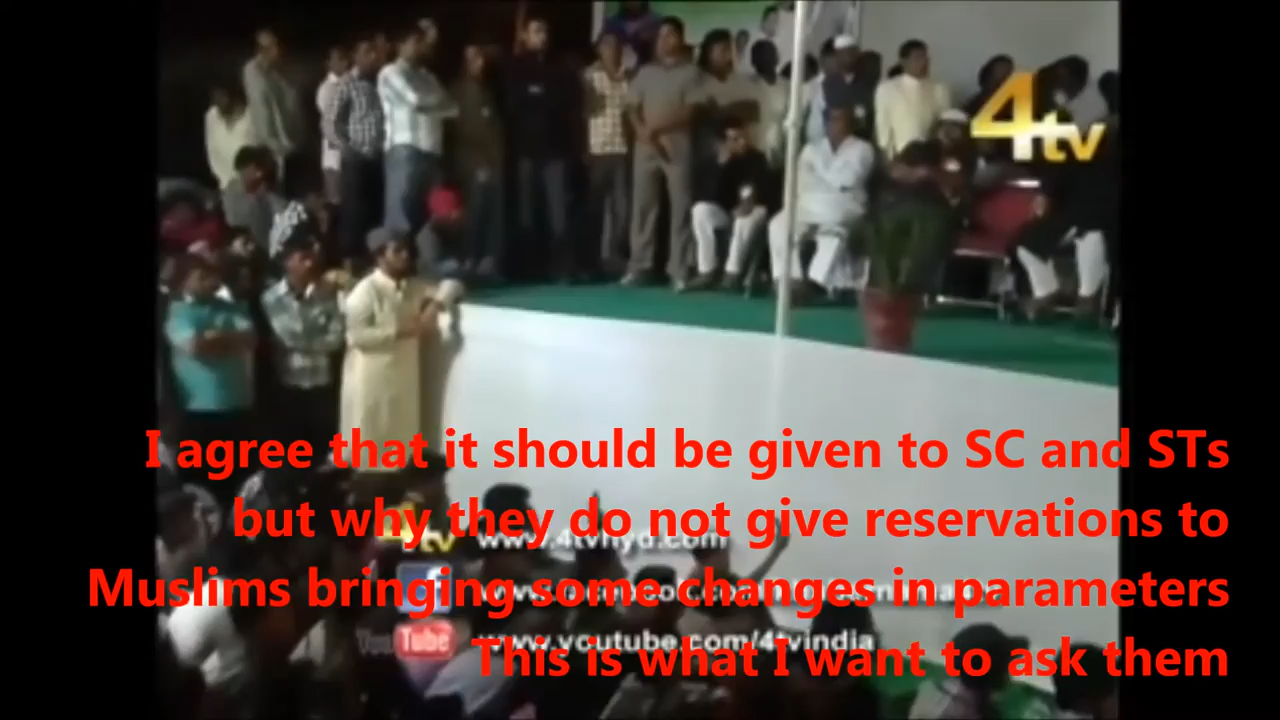 4tv
I agree that it should be given to SC and STs
but why they do not give reservations to
Muslims bringing some changes in parameters
This is what I want to ask them
4tv www.4tvhyd.com
f
YouTube www.youtube.com/4tvindia